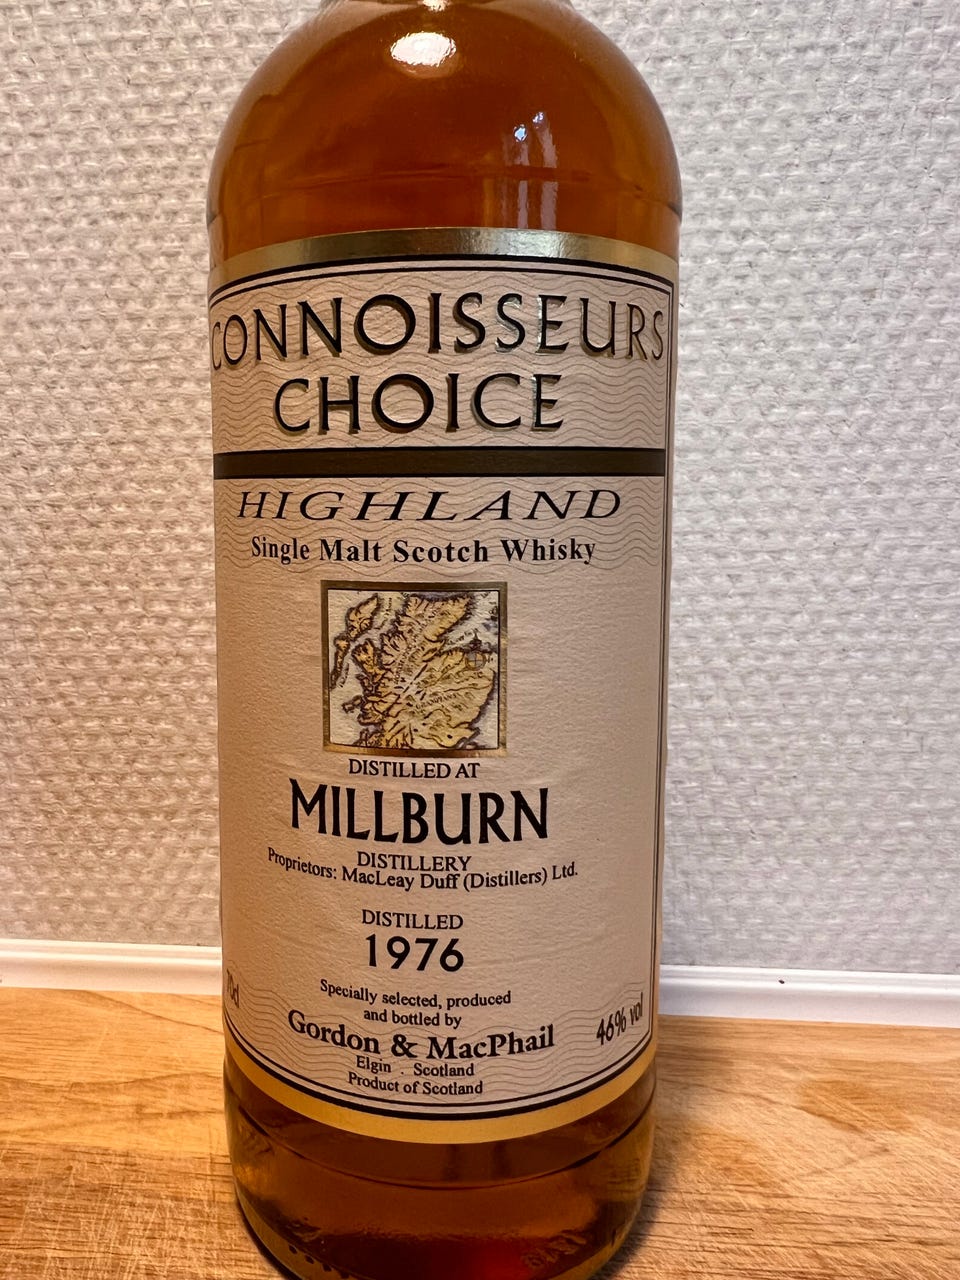 CONNOISSEURS
CHOICE
HIGHLAND
Single Malt Scotch Whisky
DISTILLED AT
MILLBURN
DISTILLERY
Proprietors: MacLeay Duff (Distillers) Ltd.
DISTILLED
1976
Specially selected, produced
and bottled by
Gordon & MacPhail
70cl
46% vol
Elgin . Scotland
Product of Scotland